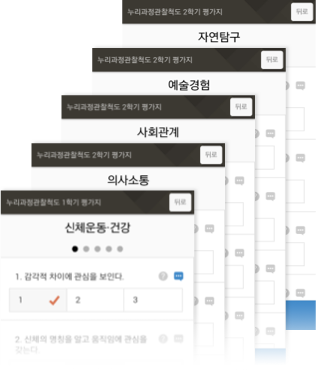 누리과정관찰척도 2학기 평가지 뒤로
자연탐구
누리과정관찰척도 2학기 평가지 뒤로
예술경험
누리과정관찰척도 2학기 평가지 뒤로
사회관계
누리과정관찰척도 2학기 평가지 뒤로
의사소통
누리과정관찰척도 1학기 평가지 뒤로
신체운동·건강
1. 감각적 차이에 관심을 보인다. ?
1 2 3
2. 신체의 명칭을 알고 움직임에 관심을 ?
갖는다